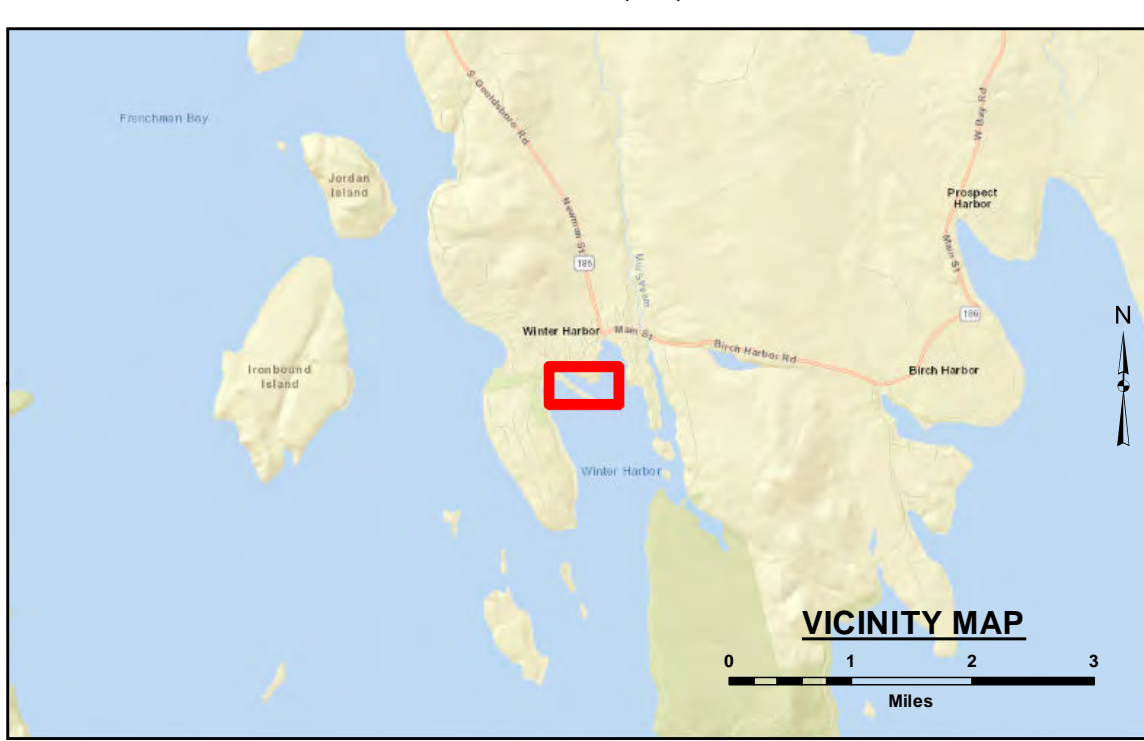 Frenchman Bay
S Gouldsboro Rd
W Bay Rd
Jordan
Island
Prospect
Harbor
Newman St
Main St
186
Mill Stream
186
N
Winter Harbor
Main St
Birch Harbor Rd
Birch Harbor
Ironbound
Island
Winter Harbor
VICINITY MAP
0 1 2 3
Miles